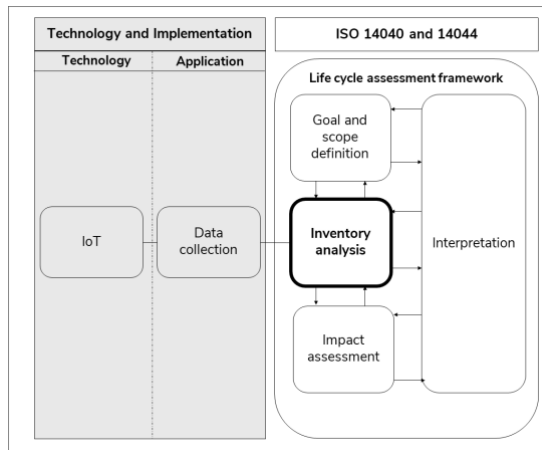 Technology and Implementation
ISO 14040 and 14044
Technology
Application
Life cycle assessment framework
Goal and
scope
definition
IoT
Data
collection
Inventory
analysis
Interpretation
Impact
assessment